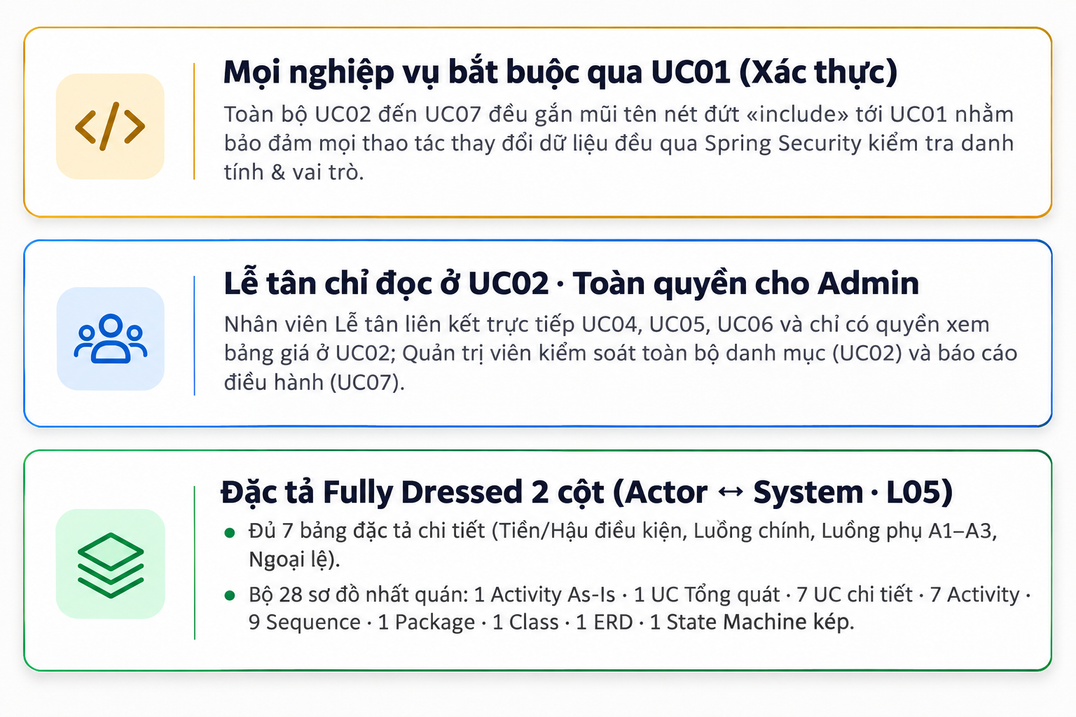 Mọi nghiệp vụ bắt buộc qua UC01 (Xác thực)
Toàn bộ UC02 đến UC07 đều gắn mũi tên nét đứt «include» tới UC01 nhằm
bảo đảm mọi thao tác thay đổi dữ liệu đều qua Spring Security kiểm tra danh
tính & vai trò.
Lễ tân chỉ đọc ở UC02 · Toàn quyền cho Admin
Nhân viên Lễ tân liên kết trực tiếp UC04, UC05, UC06 và chỉ có quyền xem
bảng giá ở UC02; Quản trị viên kiểm soát toàn bộ danh mục (UC02) và báo cáo
điều hành (UC07).
Đặc tả Fully Dressed 2 cột (Actor ↔ System · L05)
● Đủ 7 bảng đặc tả chi tiết (Tiền/Hậu điều kiện, Luồng chính, Luồng phụ A1–A3,
Ngoại lệ).
● Bộ 28 sơ đồ nhất quán: 1 Activity As-Is · 1 UC Tổng quát · 7 UC chi tiết · 7 Activity ·
9 Sequence · 1 Package · 1 Class · 1 ERD · 1 State Machine kép.